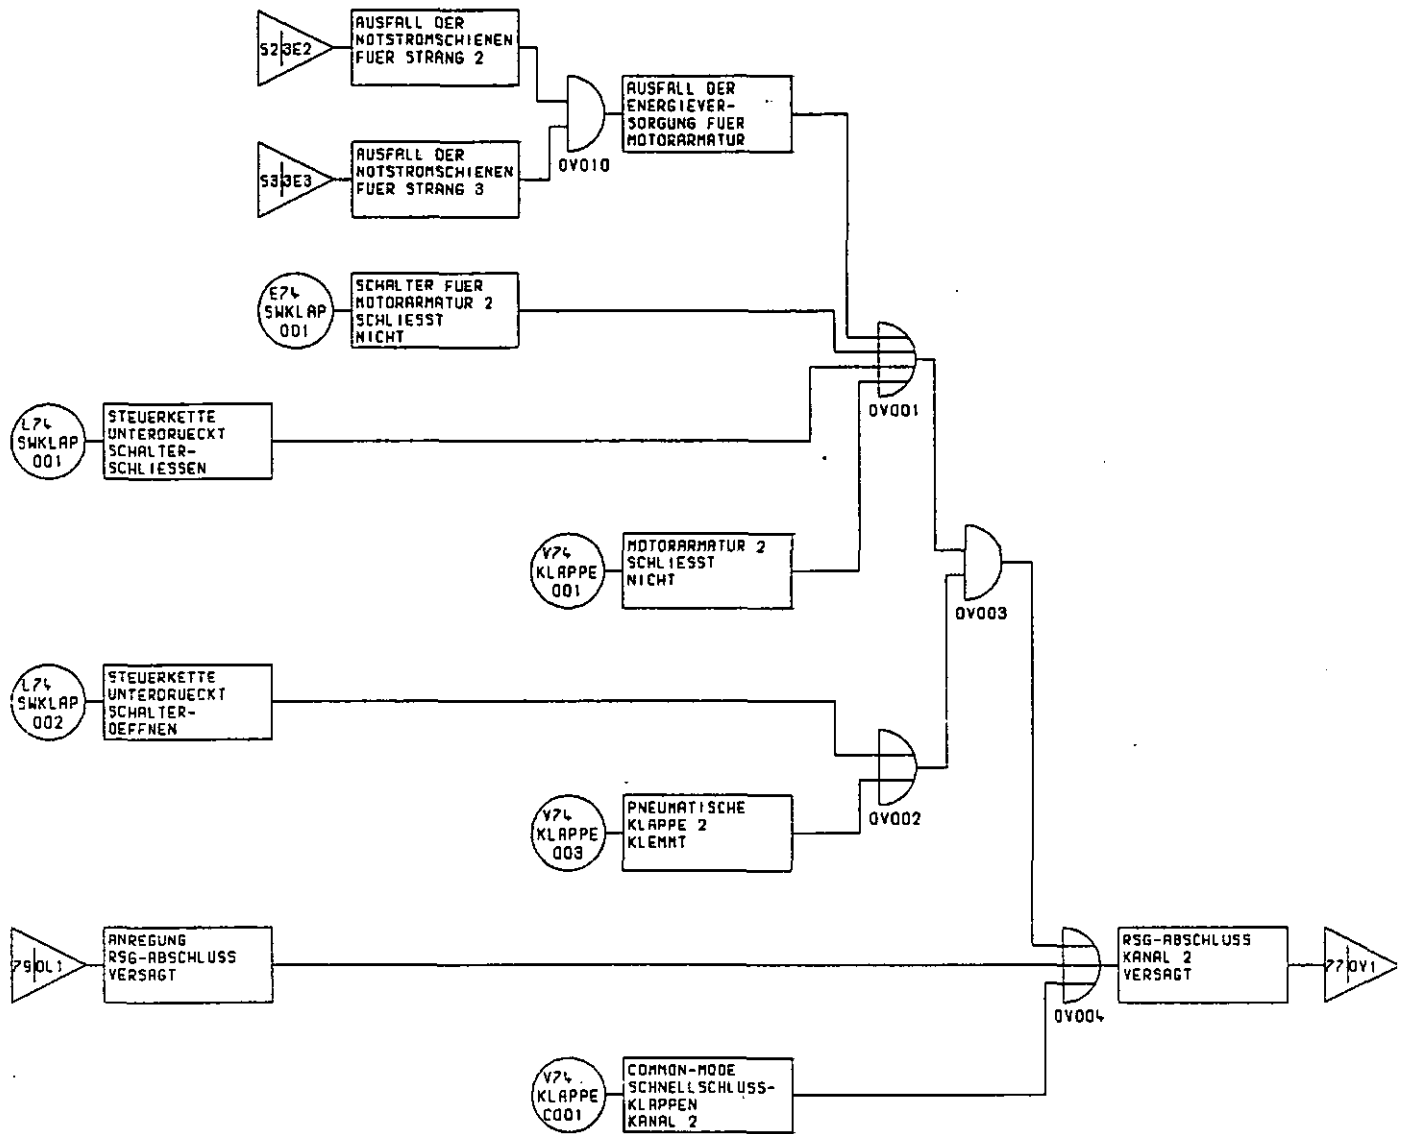 52 3E2
AUSFALL DER
NOTSTROMSCHIENEN
FUER STRANG 2
AUSFALL DER
ENERGIEVER-
SORGUNG FUER
MOTORARMATUR
OV010
53 3E3
AUSFALL DER
NOTSTROMSCHIENEN
FUER STRANG 3
E74
SWKLAP
001
SCHALTER FUER
MOTORARMATUR 2
SCHLIESST
NICHT
OV001
L74
SWKLAP
001
STEUERKETTE
UNTERDRUECKT
SCHALTER-
SCHLIESSEN
V74
KLAPPE
001
MOTORARMATUR 2
SCHLIESST
NICHT
OV003
L74
SWKLAP
002
STEUERKETTE
UNTERDRUECKT
SCHALTER-
OEFFNEN
V74
KLAPPE
003
PNEUMATISCHE
KLAPPE 2
KLEMMT
OV002
79 OL1
ANREGUNG
RSG-ABSCHLUSS
VERSAGT
OV004
RSG-ABSCHLUSS
KANAL 2
VERSAGT
77 OV1
V74
KLAPPE
C001
COMMON-MODE
SCHNELLSCHLUSS-
KLAPPEN
KANAL 2